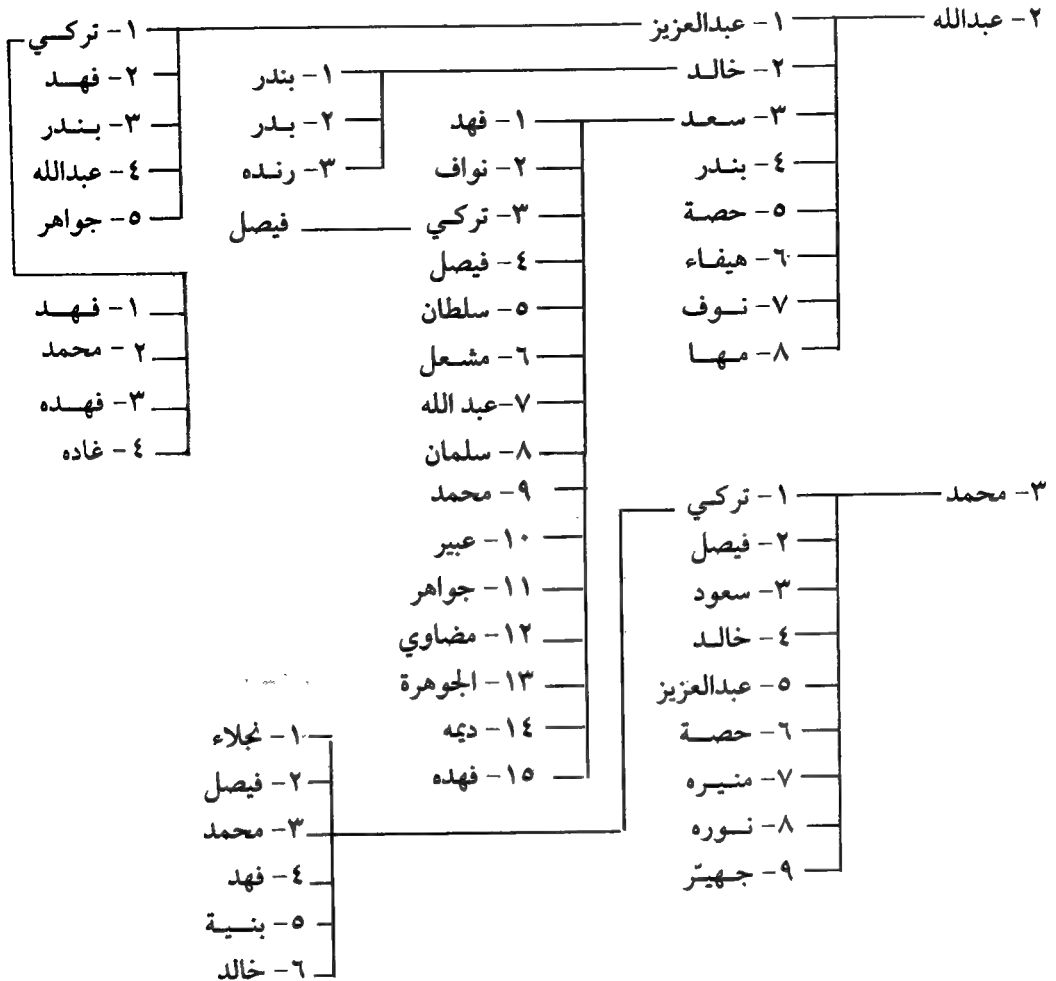 ٢- عبدالله
١- عبدالعزيز
٢- خالد
٣- سعد
٤- بندر
٥- حصة
٦- هيفاء
٧- نوف
٨- مها
١- تركي
٢- فهد
٣- بندر
٤- عبدالله
٥- جواهر
١- فهد
٢- محمد
٣- فهده
٤- غاده
١- بندر
٢- بدر
٣- رنده
١- فهد
٢- نواف
٣- تركي
فيصل
٤- فيصل
٥- سلطان
٦- مشعل
٧- عبد الله
٨- سلمان
٩- محمد
١٠- عبير
١١- جواهر
١٢- مضاوي
١٣- الجوهرة
١٤- ديمه
١٥- فهده
٣- محمد
١- تركي
٢- فيصل
٣- سعود
٤- خالد
٥- عبدالعزيز
٦- حصة
٧- منيره
٨- نوره
٩- جهيّر
١- نجلاء
٢- فيصل
٣- محمد
٤- فهد
٥- بنية
٦- خالد